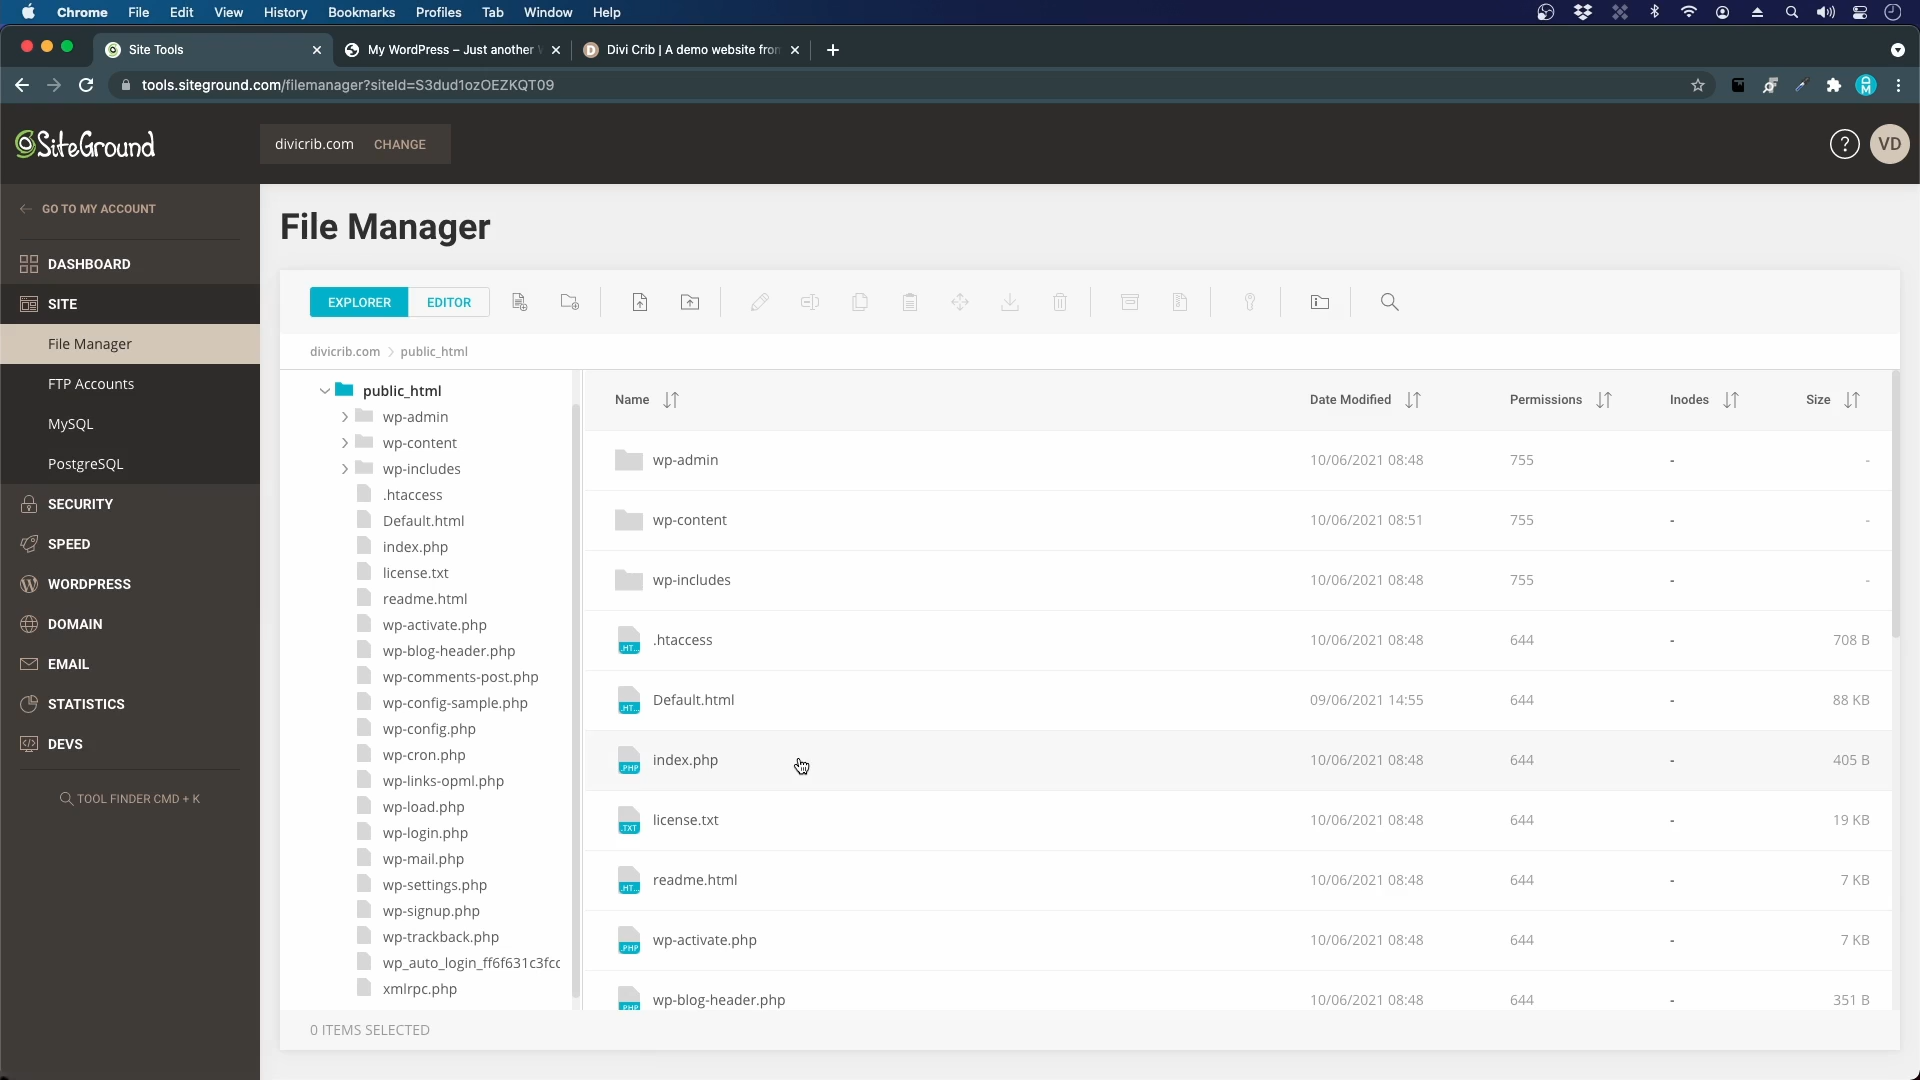 Chrome File Edit View History Bookmarks Profiles Tab Window Help
Site Tools
My WordPress – Just another
Divi Crib | A demo website from
tools.siteground.com/filemanager?siteId=S3dud1ozOEZKQT09
SiteGround
divicrib.com CHANGE
? VD
GO TO MY ACCOUNT
DASHBOARD
SITE
File Manager
FTP Accounts
MySQL
PostgreSQL
SECURITY
SPEED
WORDPRESS
DOMAIN
EMAIL
STATISTICS
DEVS
TOOL FINDER CMD + K
File Manager
EXPLORER EDITOR
divicrib.com > public_html
public_html
wp-admin
wp-content
wp-includes
.htaccess
Default.html
index.php
license.txt
readme.html
wp-activate.php
wp-blog-header.php
wp-comments-post.php
wp-config-sample.php
wp-config.php
wp-cron.php
wp-links-opml.php
wp-load.php
wp-login.php
wp-mail.php
wp-settings.php
wp-signup.php
wp-trackback.php
wp_auto_login_ff6f631c3fcc
xmlrpc.php
Name Date Modified Permissions Inodes Size
wp-admin 10/06/2021 08:48 755 - -
wp-content 10/06/2021 08:51 755 - -
wp-includes 10/06/2021 08:48 755 - -
.HT... .htaccess 10/06/2021 08:48 644 - 708 B
.HT... Default.html 09/06/2021 14:55 644 - 88 KB
.PHP index.php 10/06/2021 08:48 644 - 405 B
.TXT license.txt 10/06/2021 08:48 644 - 19 KB
.HT... readme.html 10/06/2021 08:48 644 - 7 KB
.PHP wp-activate.php 10/06/2021 08:48 644 - 7 KB
.PHP wp-blog-header.php 10/06/2021 08:48 644 - 351 B
0 ITEMS SELECTED